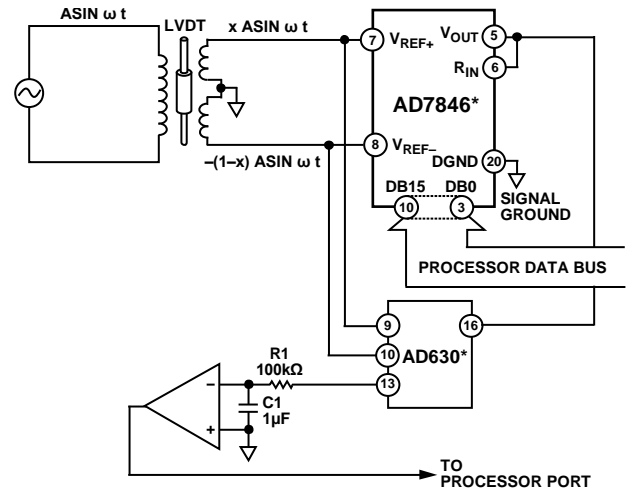 ASIN ω t
LVDT
x ASIN ω t
7
VREF+
VOUT
5
RIN
6
AD7846*
8
VREF–
DGND
20
–(1–x) ASIN ω t
DB15
DB0
10
3
SIGNAL
GROUND
PROCESSOR DATA BUS
9
16
10
AD630*
13
R1
100kΩ
–
C1
1µF
+
TO
PROCESSOR PORT